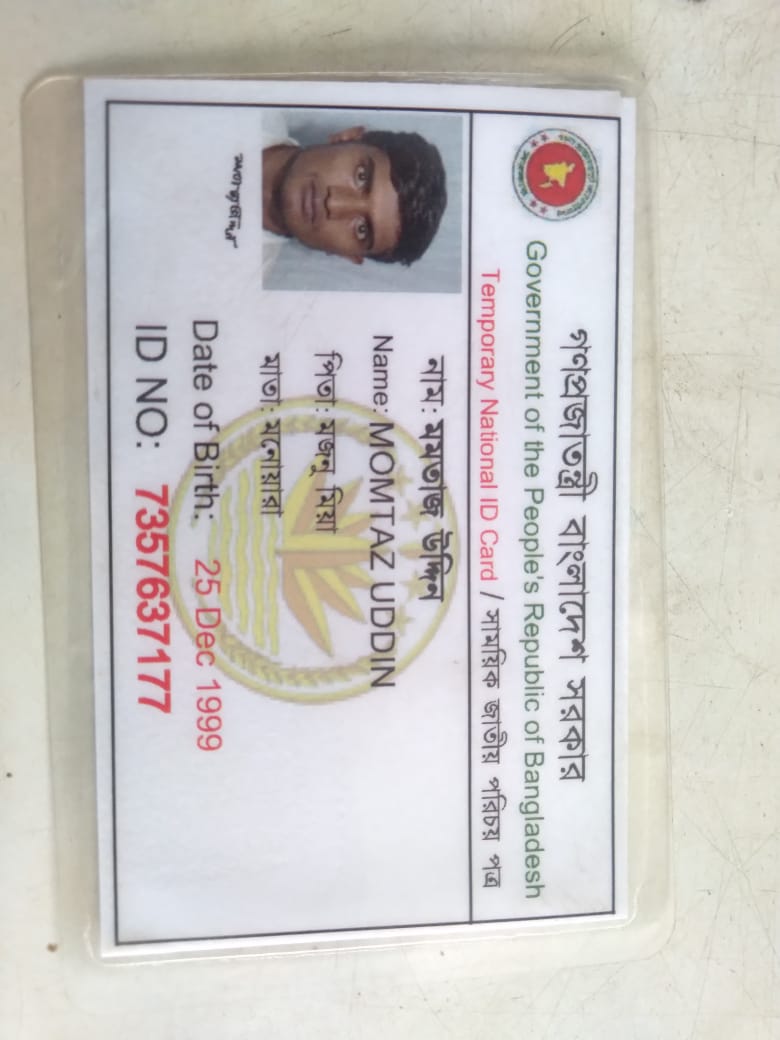 গণপ্রজাতন্ত্রী বাংলাদেশ সরকার
Government of the People's Republic of Bangladesh
Temporary National ID Card / সাময়িক জাতীয় পরিচয় পত্র
নাম: মমতাজ উদ্দিন
Name: MOMTAZ UDDIN
পিতা: মজনু মিয়া
মাতা: মনোয়ারা
Date of Birth: 25 Dec 1999
ID NO: 7357637177